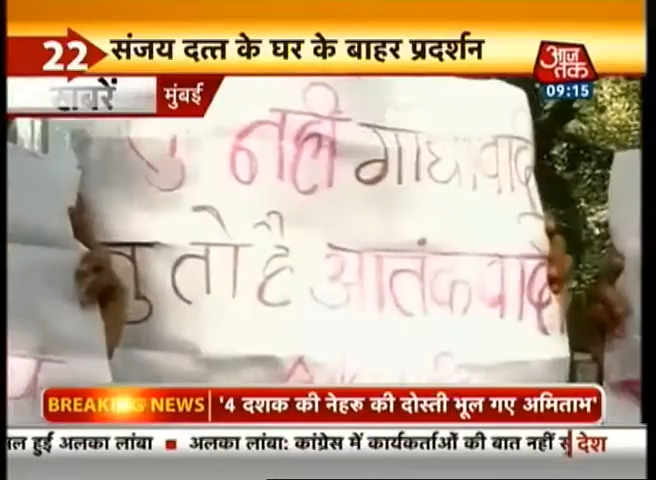 22 संजय दत्त के घर के बाहर प्रदर्शन
आज तक
खबरें मुंबई
09:15
नहीं गांधीवादी
तु तो है आतंकवादी
BREAKING NEWS '4 दशक की नेहरु की दोस्ती भूल गए अमिताभ'
हुई अलका लांबा ■ अलका लांबा: कांग्रेस में कार्यकर्ताओं की बात नहीं देश